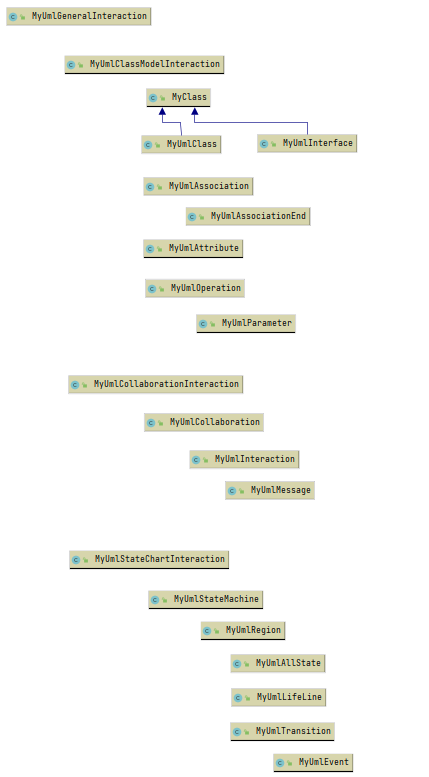 MyUmlGeneralInteraction
MyUmlClassModelInteraction
MyClass
MyUmlClass
MyUmlInterface
MyUmlAssociation
MyUmlAssociationEnd
MyUmlAttribute
MyUmlOperation
MyUmlParameter
MyUmlCollaborationInteraction
MyUmlCollaboration
MyUmlInteraction
MyUmlMessage
MyUmlStateChartInteraction
MyUmlStateMachine
MyUmlRegion
MyUmlAllState
MyUmlLifeLine
MyUmlTransition
MyUmlEvent